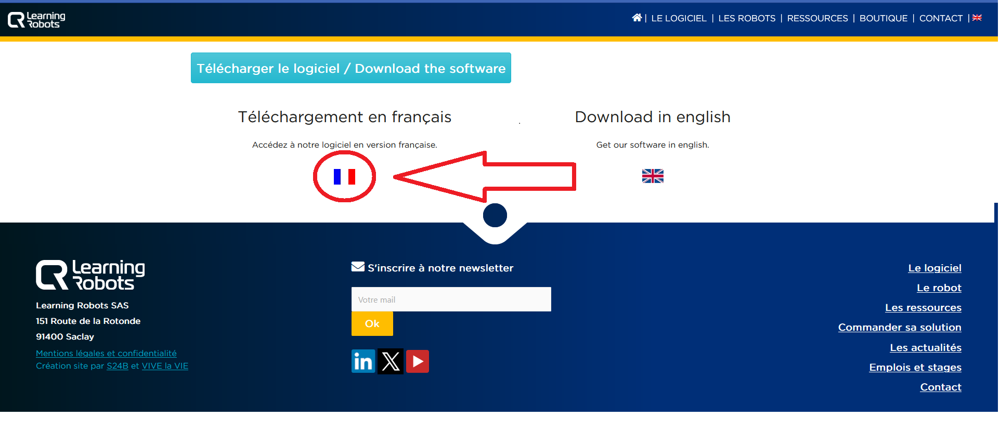 Learning
Robots
| LE LOGICIEL | LES ROBOTS | RESSOURCES | BOUTIQUE | CONTACT |
Télécharger le logiciel / Download the software
Téléchargement en français
.
Download in english
Accédez à notre logiciel en version française.
Get our software in english.
Learning
Robots
Learning Robots SAS
151 Route de la Rotonde
91400 Saclay
Mentions légales et confidentialité
Création site par S24B et VIVE la VIE
S'inscrire à notre newsletter
Votre mail
Ok
in X
Le logiciel
Le robot
Les ressources
Commander sa solution
Les actualités
Emplois et stages
Contact